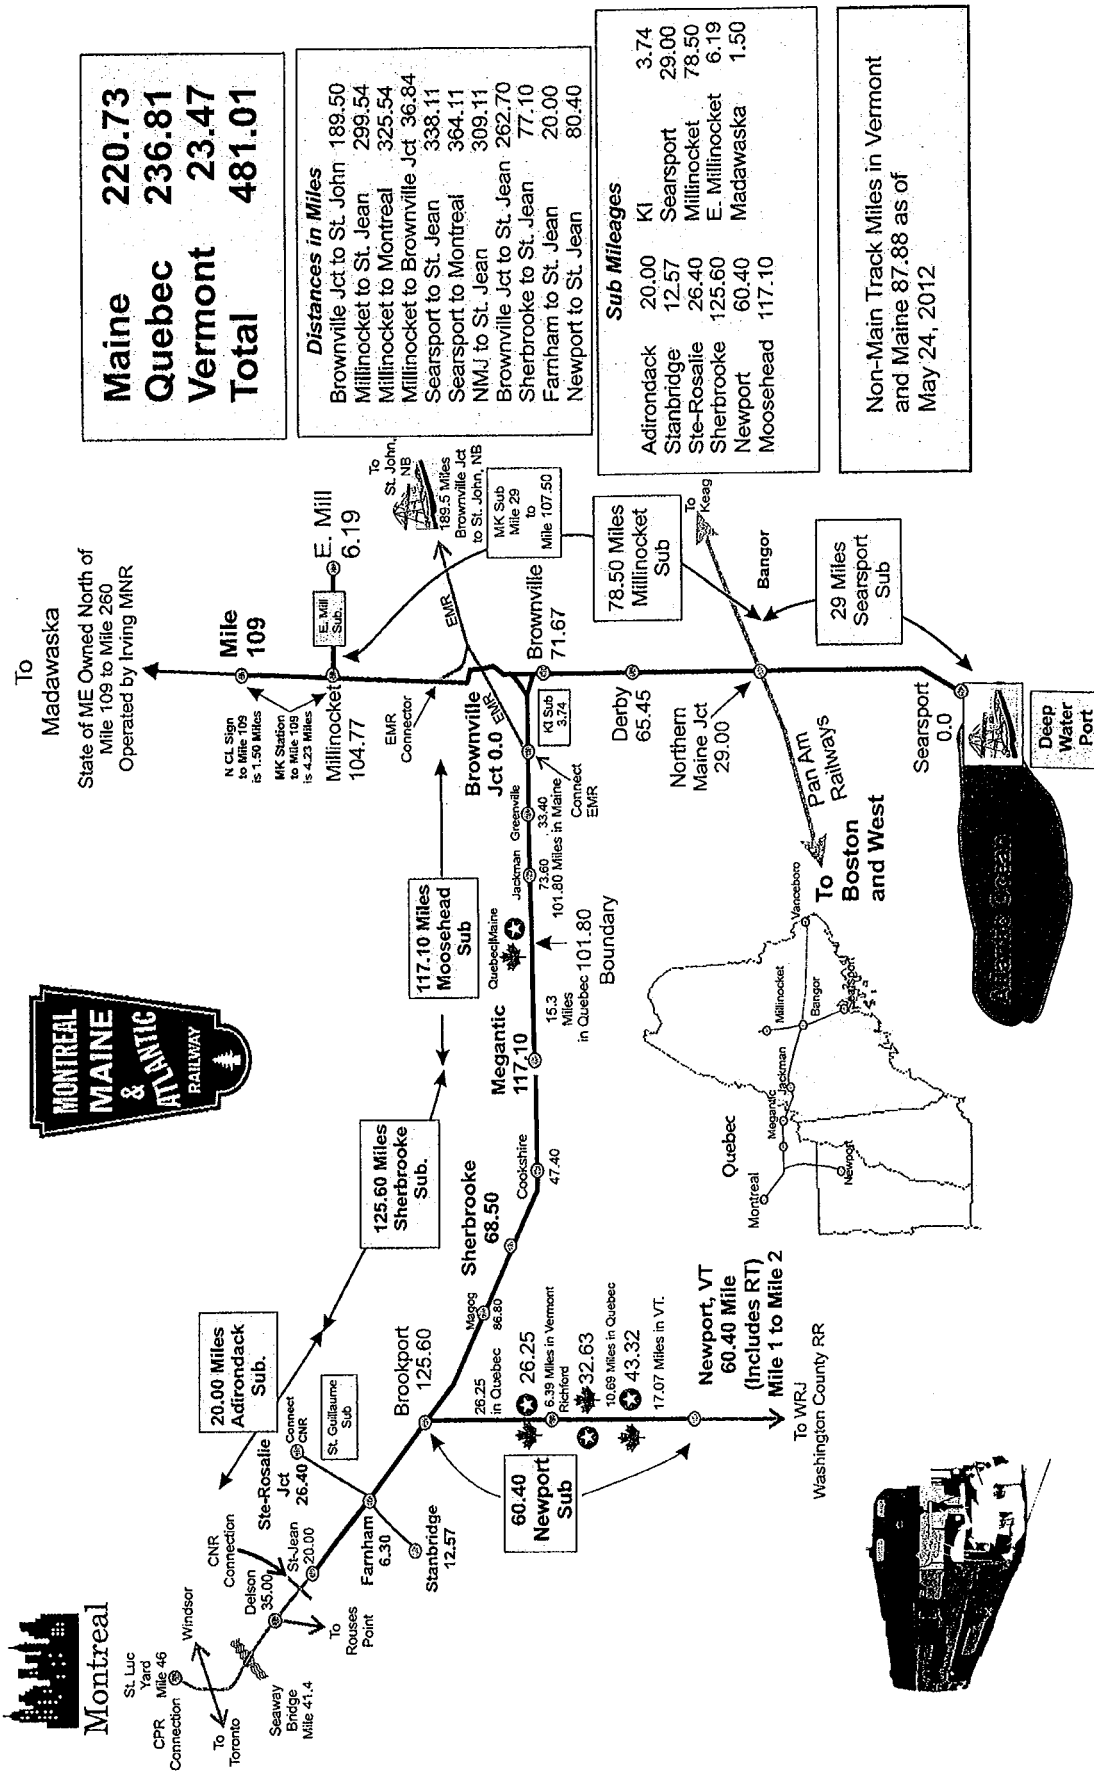 Montreal
MONTREAL
MAINE
&
ATLANTIC
RAILWAY
To
Madawaska
State of ME Owned North of
Mile 109 to Mile 260
Operated by Irving MNR
Maine 220.73
Quebec 236.81
Vermont 23.47
Total 481.01
Distances in Miles
Brownville Jct to St. John 189.50
Millinocket to St. Jean 299.54
Millinocket to Montreal 325.54
Millinocket to Brownville Jct 36.84
Searsport to St. Jean 338.11
Searsport to Montreal 364.11
NMJ to St. Jean 309.11
Brownville Jct to St. Jean 262.70
Sherbrooke to St. Jean 77.10
Farnham to St. Jean 20.00
Newport to St. Jean 80.40
Sub Mileages
Adirondack 20.00 KI 3.74
Stanbridge 12.57 Searsport 29.00
Ste-Rosalie 26.40 Millinocket 78.50
Sherbrooke 125.60 E. Millinocket 6.19
Newport 60.40 Madawaska 1.50
Moosehead 117.10
Non-Main Track Miles in Vermont
and Maine 87.88 as of
May 24, 2012
CPR
Connection
St. Luc
Yard
Mile 46
Windsor
To
Toronto
Seaway
Bridge
Mile 41.4
CNR
Connection
Delson
35.00
To
Rouses
Point
St-Jean
20.00
20.00 Miles
Adirondack
Sub.
Ste-Rosalie
Jct
26.40
Connect
CNR
St. Guillaume
Sub
Farnham
6.30
Stanbridge
12.57
Brookport
125.60
125.60 Miles
Sherbrooke
Sub.
Magog
86.80
Sherbrooke
68.50
Cookshire
47.40
Megantic
117.10
117.10 Miles
Moosehead
Sub
15.3
Miles
in Quebec
Quebec|Maine
101.80
Boundary
Jackman
73.60
Greenville
33.40
101.80 Miles in Maine
Brownville
Jct 0.0
Connect
EMR
EMR
KI Sub
3.74
EMR
Connector
EMR
N CL Sign
to Mile 109
is 1.50 Miles
MK Station
to Mile 109
is 4.23 Miles
Mile
109
Millinocket
104.77
E. Mill
Sub.
E. Mill
6.19
To
St. John,
NB
189.5 Miles
Brownville Jct
to St. John, NB
MK Sub
Mile 29
to
Mile 107.50
Brownville
71.67
Derby
65.45
78.50 Miles
Millinocket
Sub
Northern
Maine Jct
29.00
To
Keag
Bangor
Pan Am
Railways
To
Boston
and West
29 Miles
Searsport
Sub
Searsport
0.0
Deep
Water
Port
Atlantic Ocean
60.40
Newport
Sub
26.25
in Quebec
26.25
6.39 Miles in Vermont
Richford
32.63
10.69 Miles in Quebec
43.32
17.07 Miles in VT.
Newport, VT
60.40 Mile
(Includes RT)
Mile 1 to Mile 2
To WRJ
Washington County RR
Quebec
Montreal
Megantic
Jackman
Newport
Millinocket
Bangor
Searsport
Vanceboro